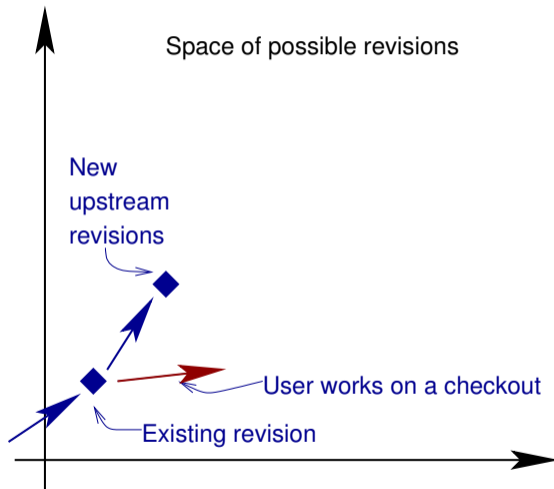 Space of possible revisions
New
upstream
revisions
User works on a checkout
Existing revision